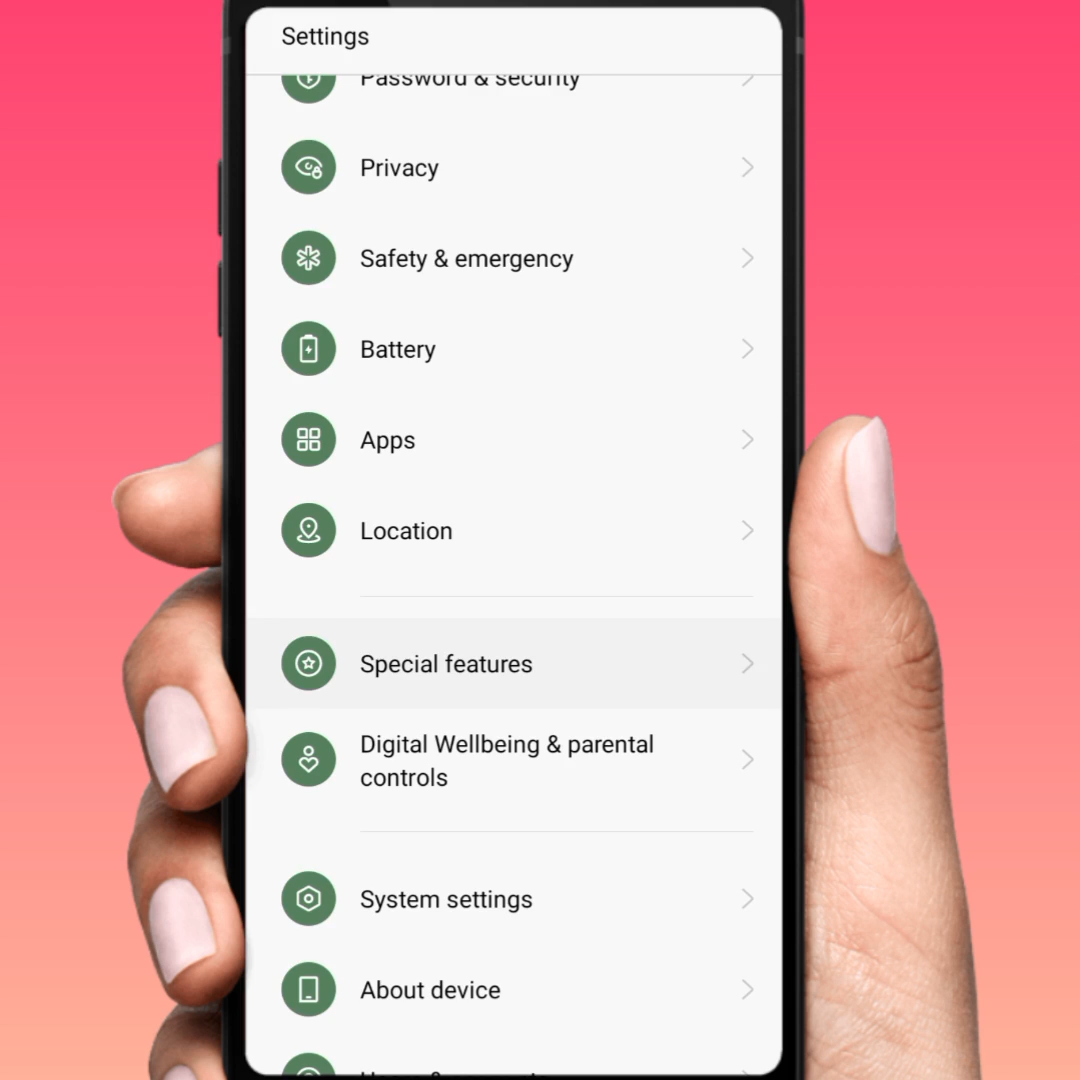 Settings
Password & security
Privacy
Safety & emergency
Battery
Apps
Location
Special features
Digital Wellbeing & parental
controls
System settings
About device